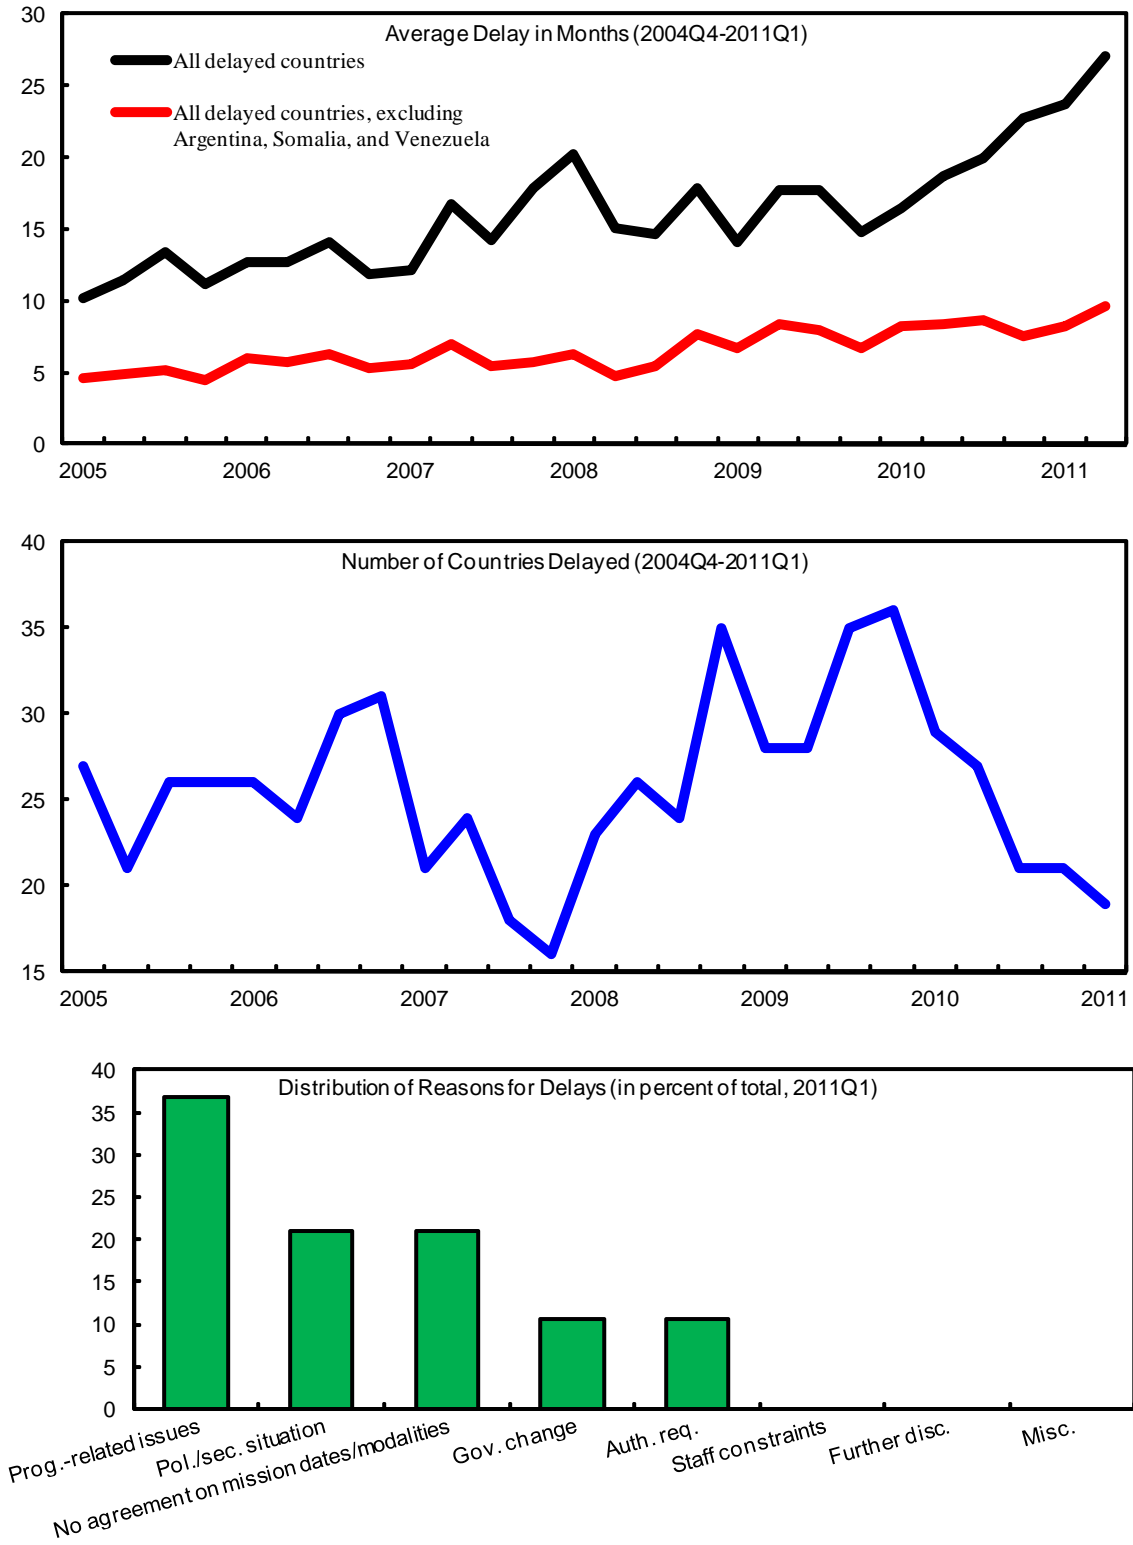 Average Delay in Months (2004Q4-2011Q1)
All delayed countries
All delayed countries, excluding
Argentina, Somalia, and Venezuela
30
25
20
15
10
5
0
2005 2006 2007 2008 2009 2010 2011
Number of Countries Delayed (2004Q4-2011Q1)
40
35
30
25
20
15
2005 2006 2007 2008 2009 2010 2011
Distribution of Reasons for Delays (in percent of total, 2011Q1)
40
35
30
25
20
15
10
5
0
Prog.-related issues
Pol./sec. situation
No agreement on mission dates/modalities
Gov. change
Auth. req.
Staff constraints
Further disc.
Misc.